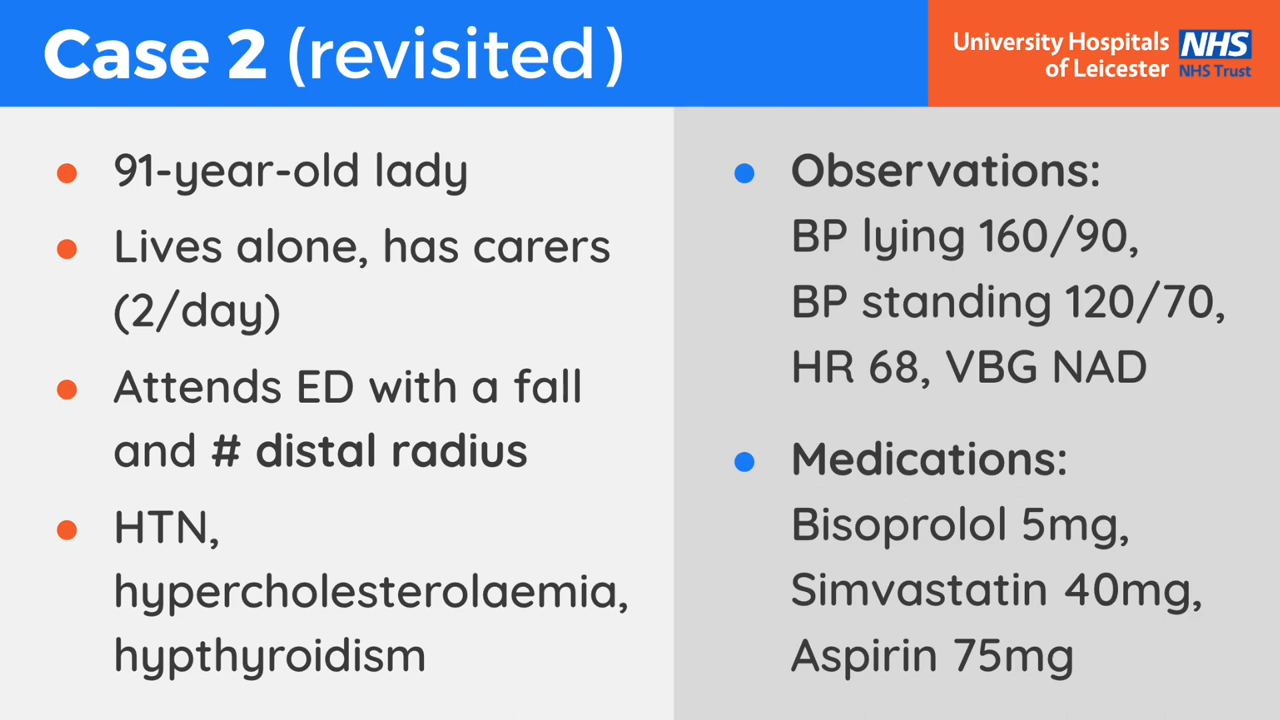 Case 2 (revisited)
University Hospitals
of Leicester
NHS
NHS Trust
91-year-old lady
Lives alone, has carers
(2/day)
Attends ED with a fall
and # distal radius
HTN,
hypercholesterolaemia,
hypthyroidism
Observations:
BP lying 160/90,
BP standing 120/70,
HR 68, VBG NAD
Medications:
Bisoprolol 5mg,
Simvastatin 40mg,
Aspirin 75mg